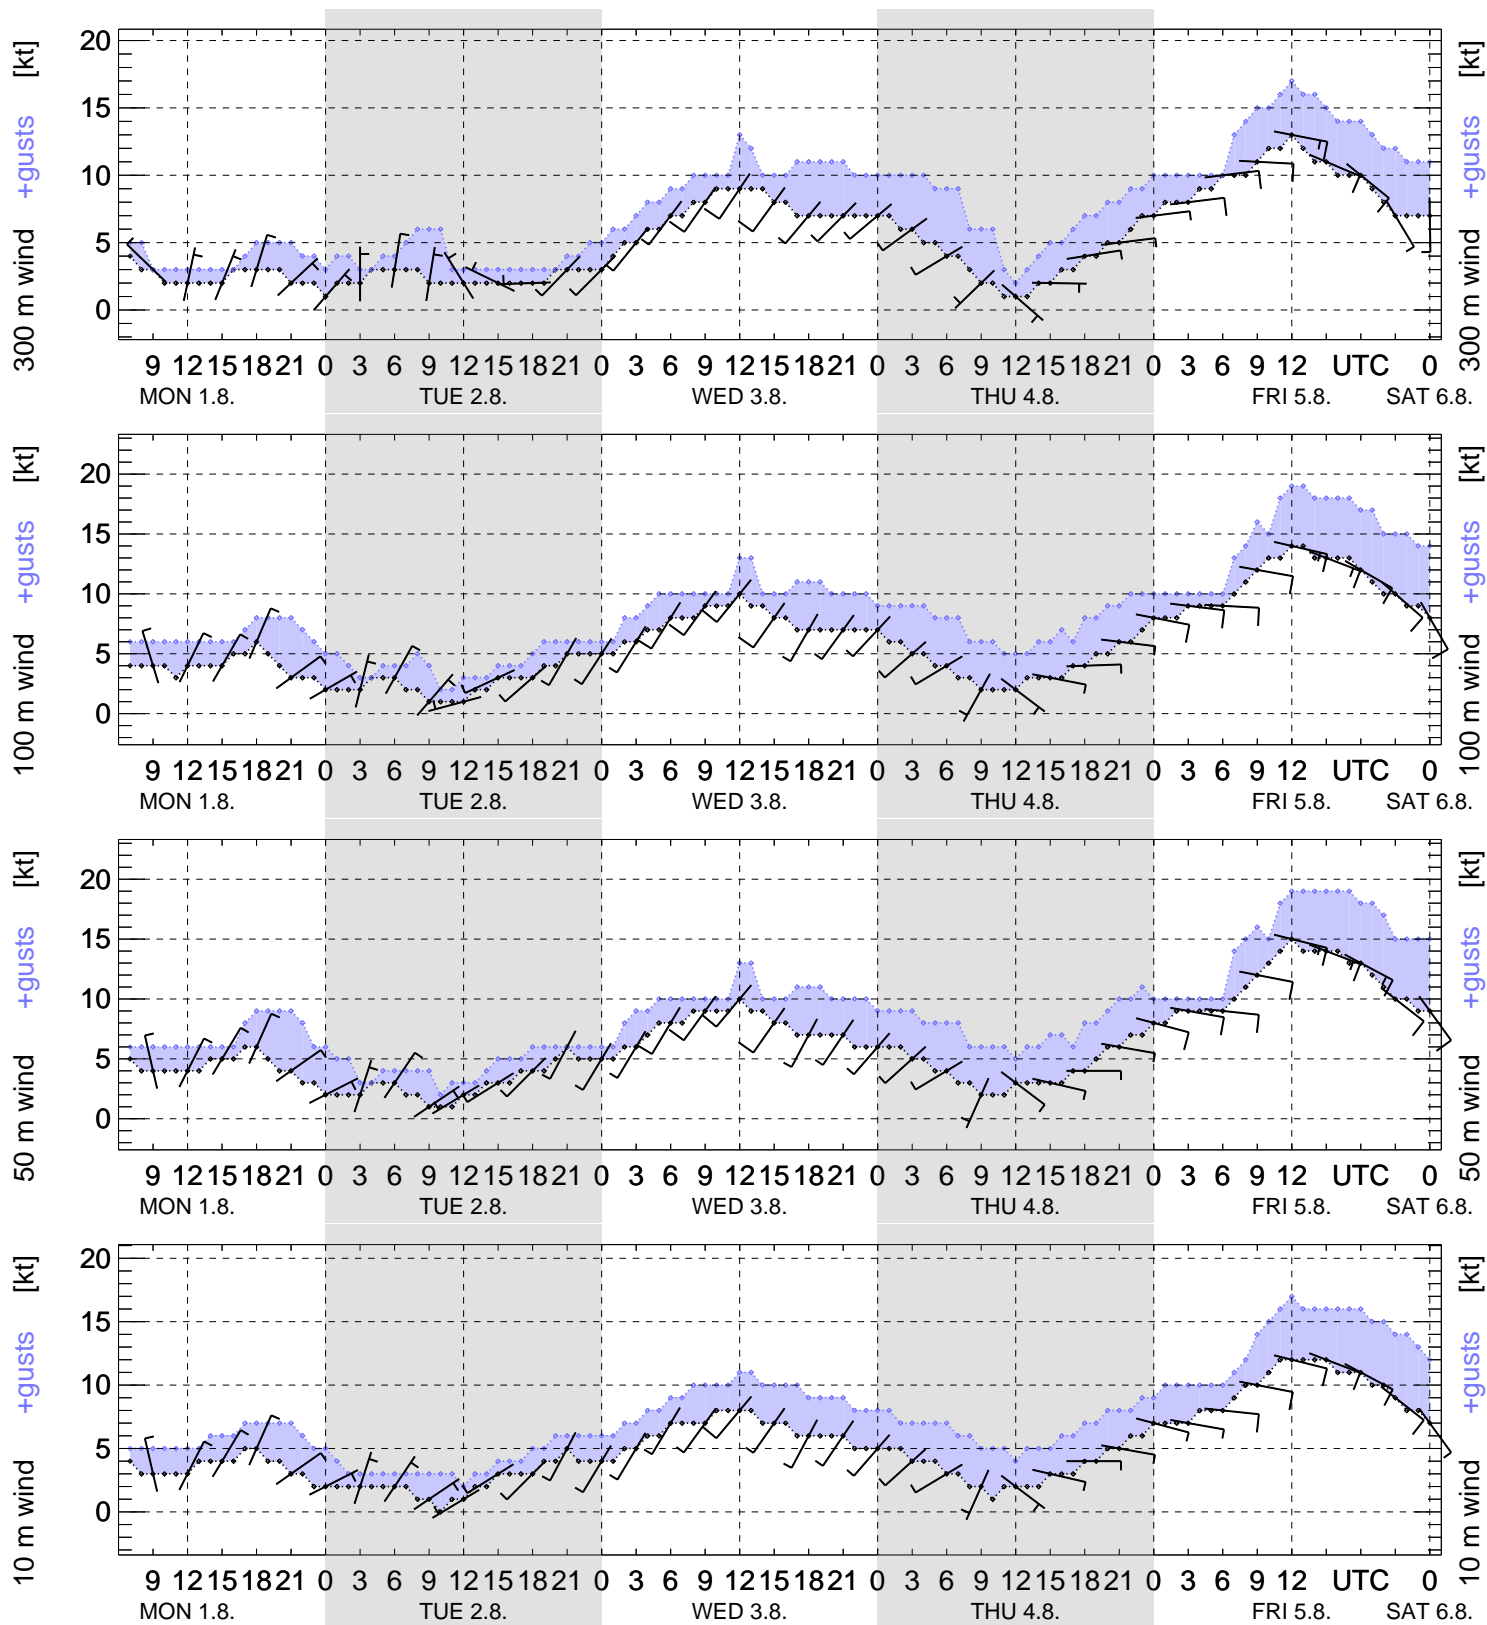 300 m wind +gusts [kt]
20
15
10
5
0
300 m wind +gusts [kt]
9 12 15 18 21 0 3 6 9 12 15 18 21 0 3 6 9 12 15 18 21 0 3 6 9 12 15 18 21 0 3 6 9 12 UTC 0
MON 1.8. TUE 2.8. WED 3.8. THU 4.8. FRI 5.8. SAT 6.8.
100 m wind +gusts [kt]
20
15
10
5
0
100 m wind +gusts [kt]
9 12 15 18 21 0 3 6 9 12 15 18 21 0 3 6 9 12 15 18 21 0 3 6 9 12 15 18 21 0 3 6 9 12 UTC 0
MON 1.8. TUE 2.8. WED 3.8. THU 4.8. FRI 5.8. SAT 6.8.
50 m wind +gusts [kt]
20
15
10
5
0
50 m wind +gusts [kt]
9 12 15 18 21 0 3 6 9 12 15 18 21 0 3 6 9 12 15 18 21 0 3 6 9 12 15 18 21 0 3 6 9 12 UTC 0
MON 1.8. TUE 2.8. WED 3.8. THU 4.8. FRI 5.8. SAT 6.8.
10 m wind +gusts [kt]
20
15
10
5
0
10 m wind +gusts [kt]
9 12 15 18 21 0 3 6 9 12 15 18 21 0 3 6 9 12 15 18 21 0 3 6 9 12 15 18 21 0 3 6 9 12 UTC 0
MON 1.8. TUE 2.8. WED 3.8. THU 4.8. FRI 5.8. SAT 6.8.